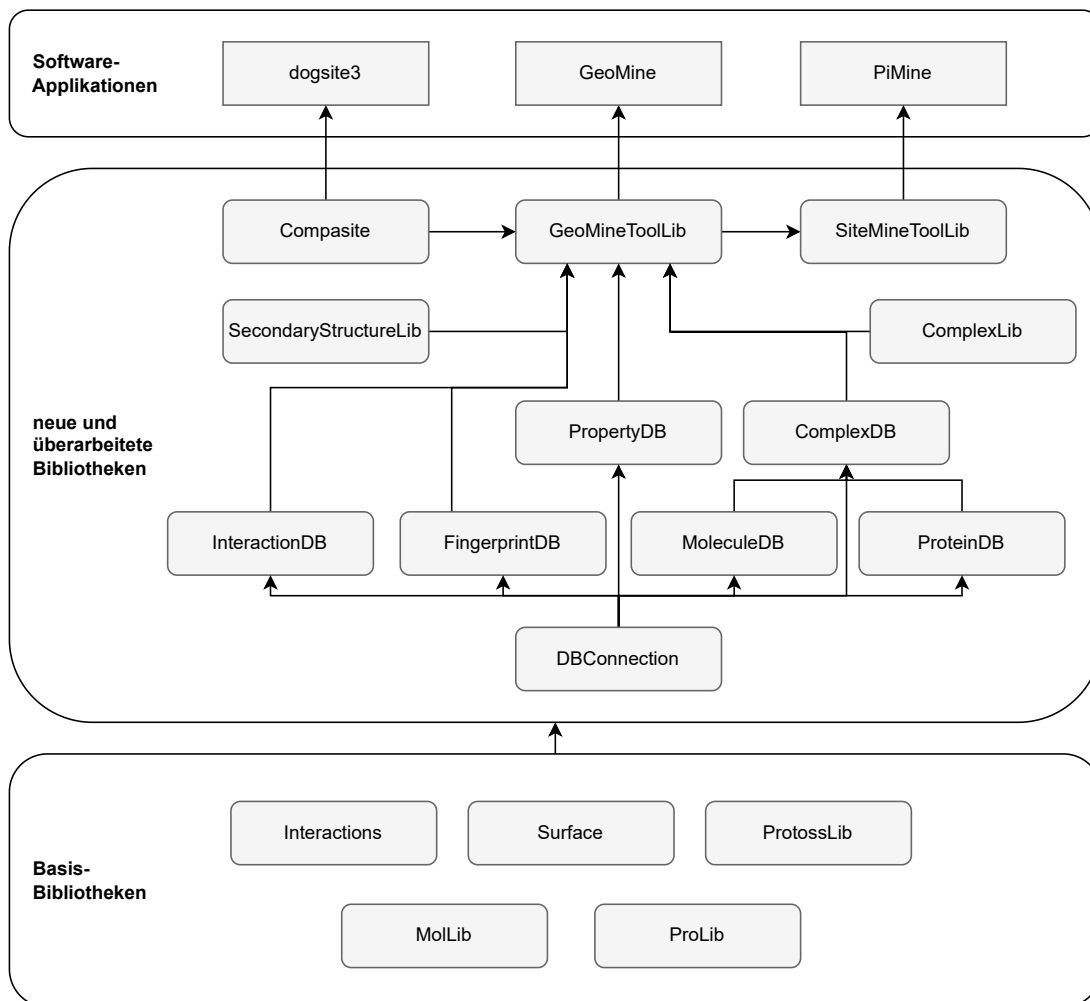 Software-
Applikationen
dogsite3
GeoMine
PiMine
Compasite
GeoMineToolLib
SiteMineToolLib
SecondaryStructureLib
ComplexLib
neue und
überarbeitete
Bibliotheken
PropertyDB
ComplexDB
InteractionDB
FingerprintDB
MoleculeDB
ProteinDB
DBConnection
Basis-
Bibliotheken
Interactions
Surface
ProtossLib
MolLib
ProLib